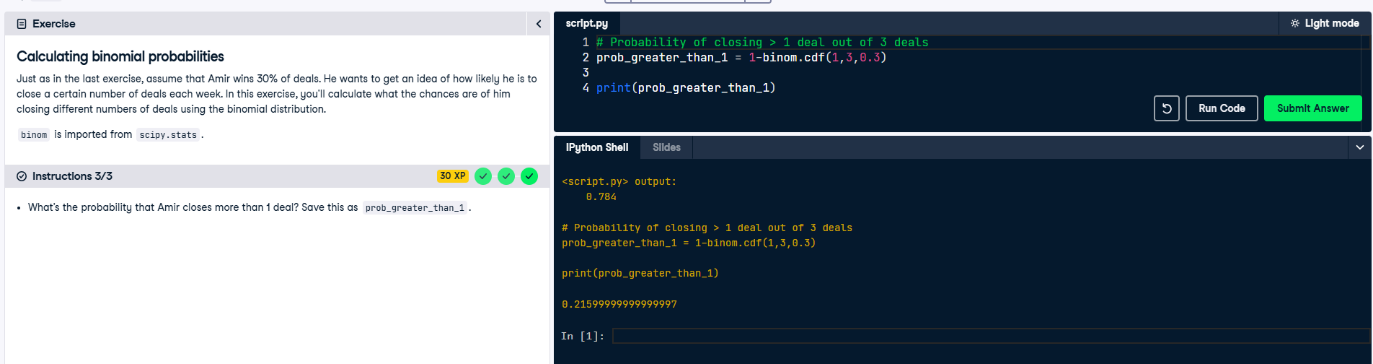 Exercise
Calculating binomial probabilities
Just as in the last exercise, assume that Amir wins 30% of deals. He wants to get an idea of how likely he is to
close a certain number of deals each week. In this exercise, you'll calculate what the chances are of him
closing different numbers of deals using the binomial distribution.
binom is imported from scipy.stats .
Instructions 3/3
30 XP
• What's the probability that Amir closes more than 1 deal? Save this as prob_greater_than_1 .
script.py
Light mode
1 # Probability of closing > 1 deal out of 3 deals
2 prob_greater_than_1 = 1-binom.cdf(1,3,0.3)
3
4 print(prob_greater_than_1)
Run Code
Submit Answer
IPython Shell
Slides
<script.py> output:
0.784
# Probability of closing > 1 deal out of 3 deals
prob_greater_than_1 = 1-binom.cdf(1,3,0.3)
print(prob_greater_than_1)
0.21599999999999997
In [1]: